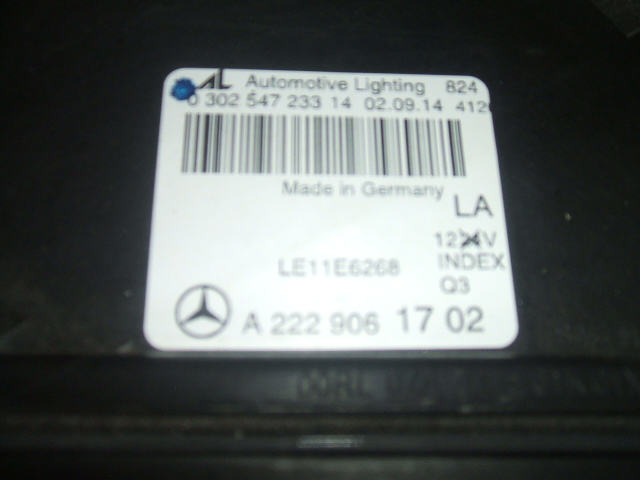 AL Automotive Lighting 824
0 302 547 233 14 02.09.14 412
Made in Germany
LA
12 V
LE11E6268
INDEX
Q3
A 222 906 17 02